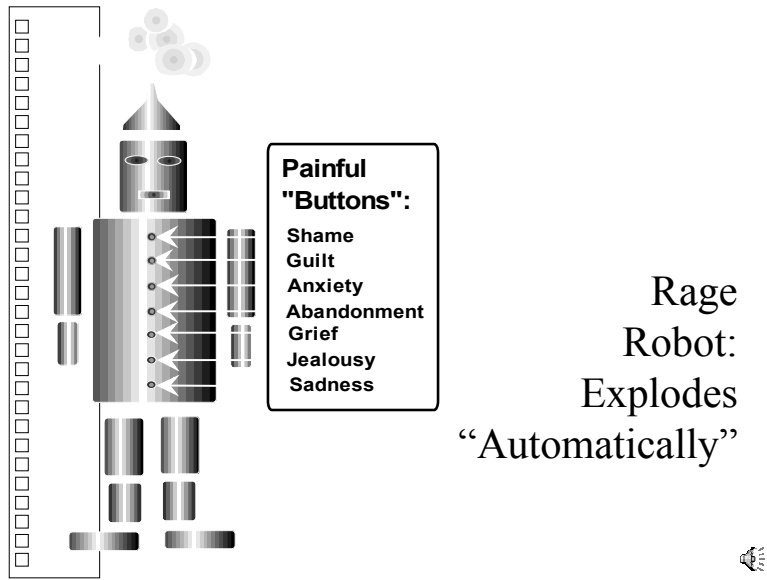 Painful
"Buttons":
Shame
Guilt
Anxiety
Abandonment
Grief
Jealousy
Sadness
Rage
Robot:
Explodes
“Automatically”